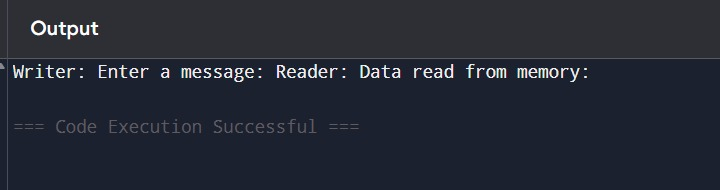 Output
Writer: Enter a message: Reader: Data read from memory:
=== Code Execution Successful ===